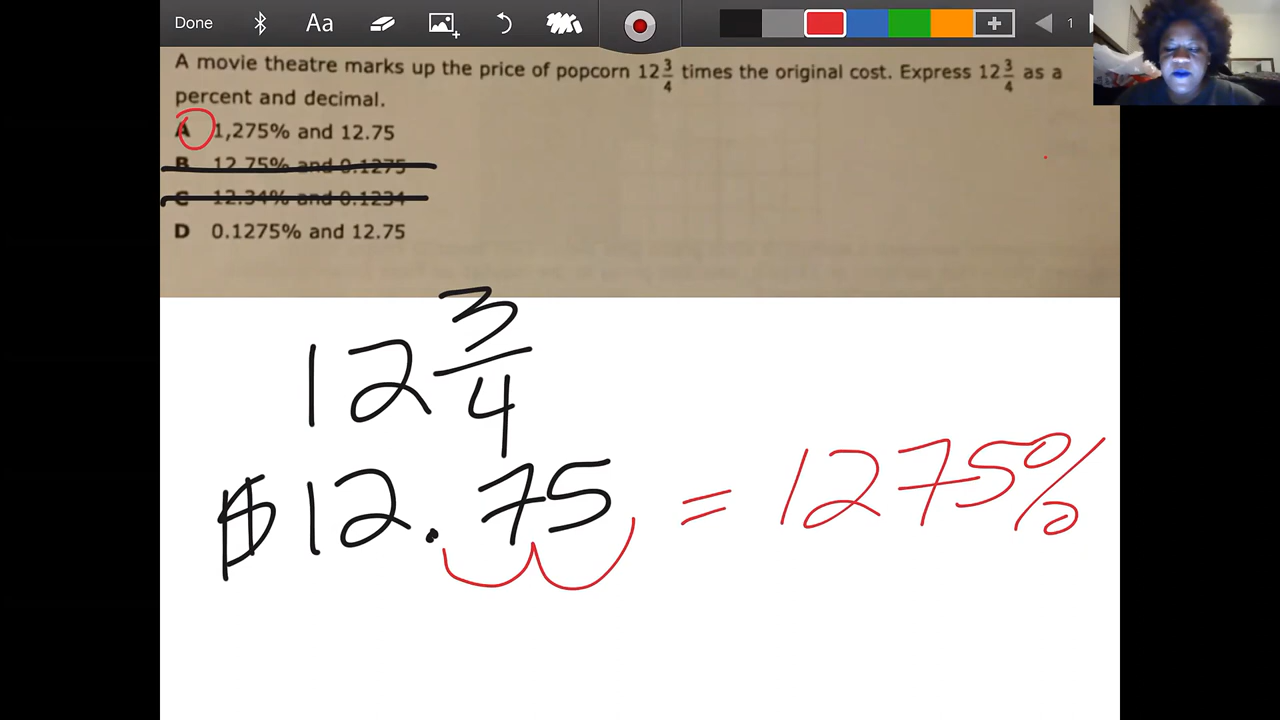 Done Aa 1
A movie theatre marks up the price of popcorn 12 3/4 times the original cost. Express 12 3/4 as a
percent and decimal.
A 1,275% and 12.75
B 12.75% and 0.1275
C 12.34% and 0.1234
D 0.1275% and 12.75
12 3/4
$12.75 = 1275%